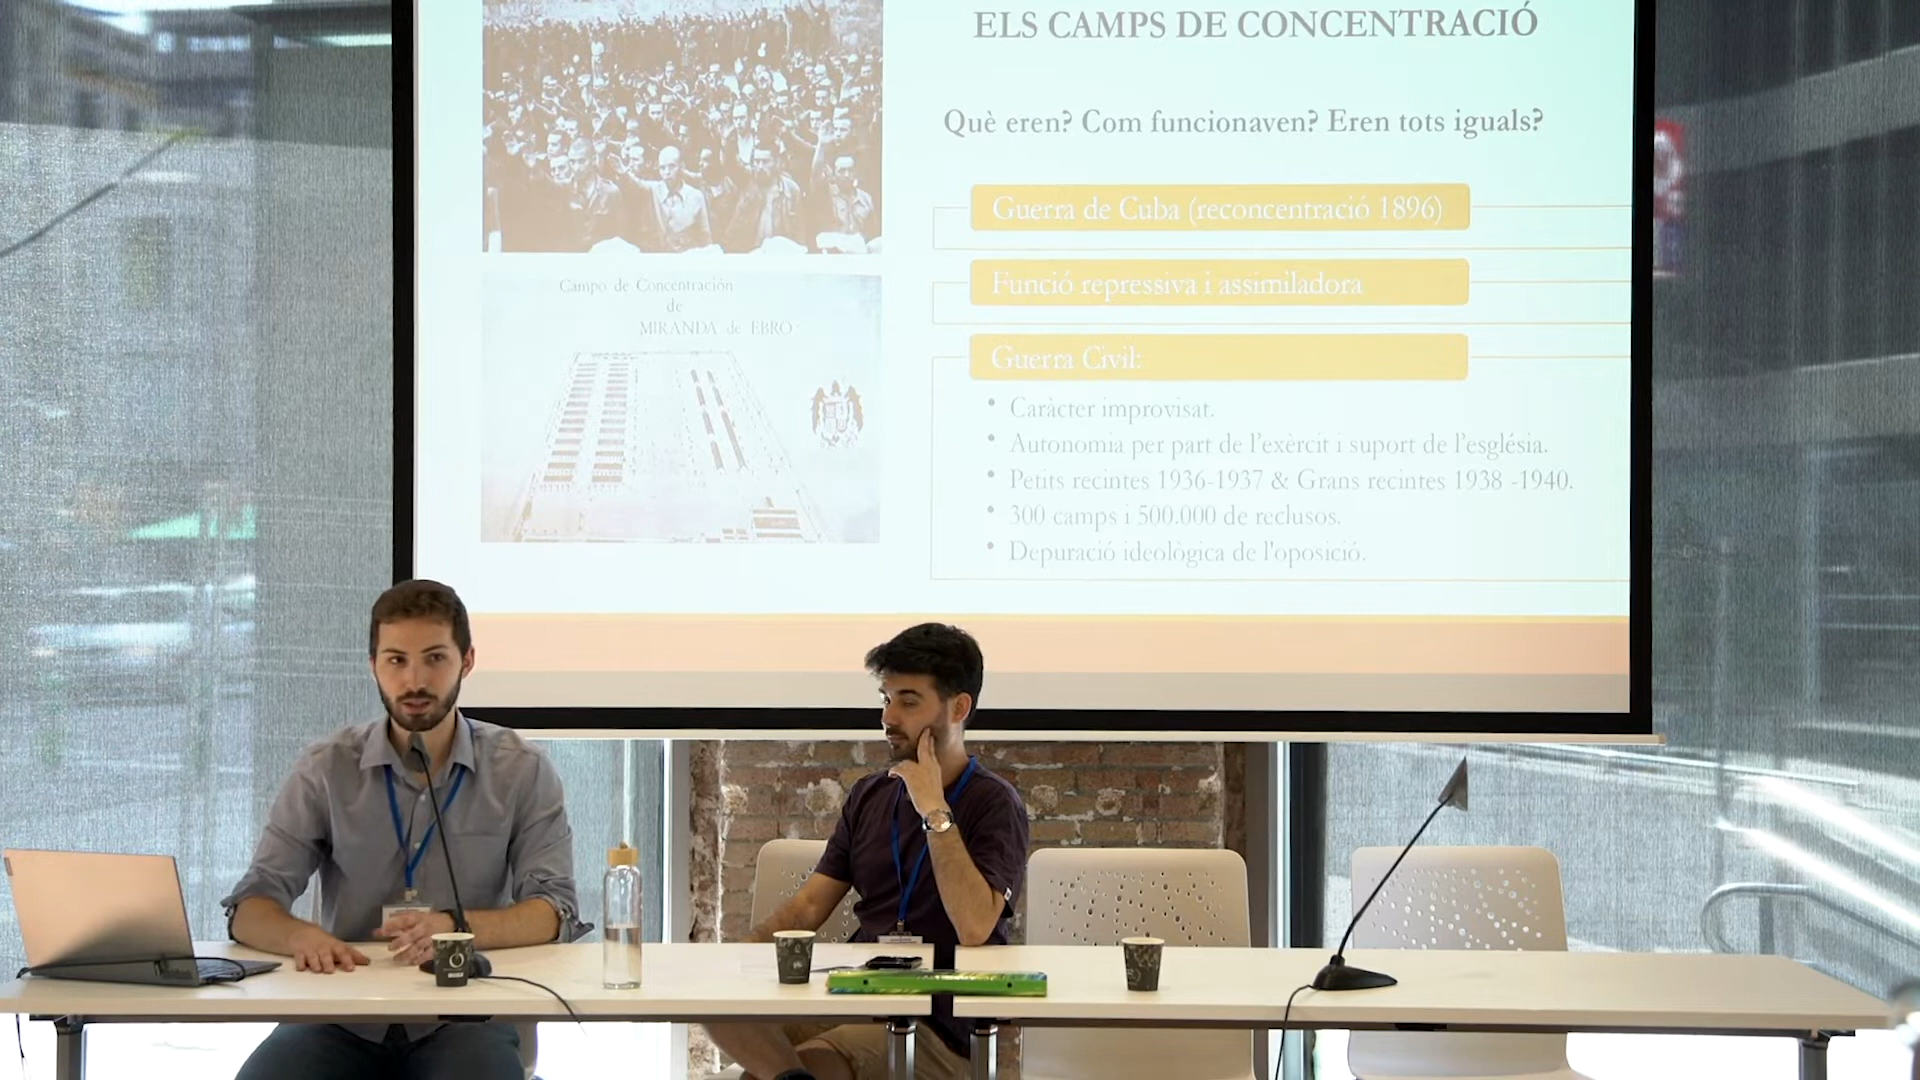 ELS CAMPS DE CONCENTRACIÓ
Què eren? Com funcionaven? Eren tots iguals?
Guerra de Cuba (reconcentració 1896)
Funció repressiva i assimiladora
Guerra Civil:
• Caràcter improvisat.
• Autonomia per part de l'exèrcit i suport de l'església.
• Petits recintes 1936-1937 & Grans recintes 1938 -1940.
• 300 camps i 500.000 de reclusos.
• Depuració ideològica de l'oposició.
Campo de Concentración
de
MIRANDA de EBRO